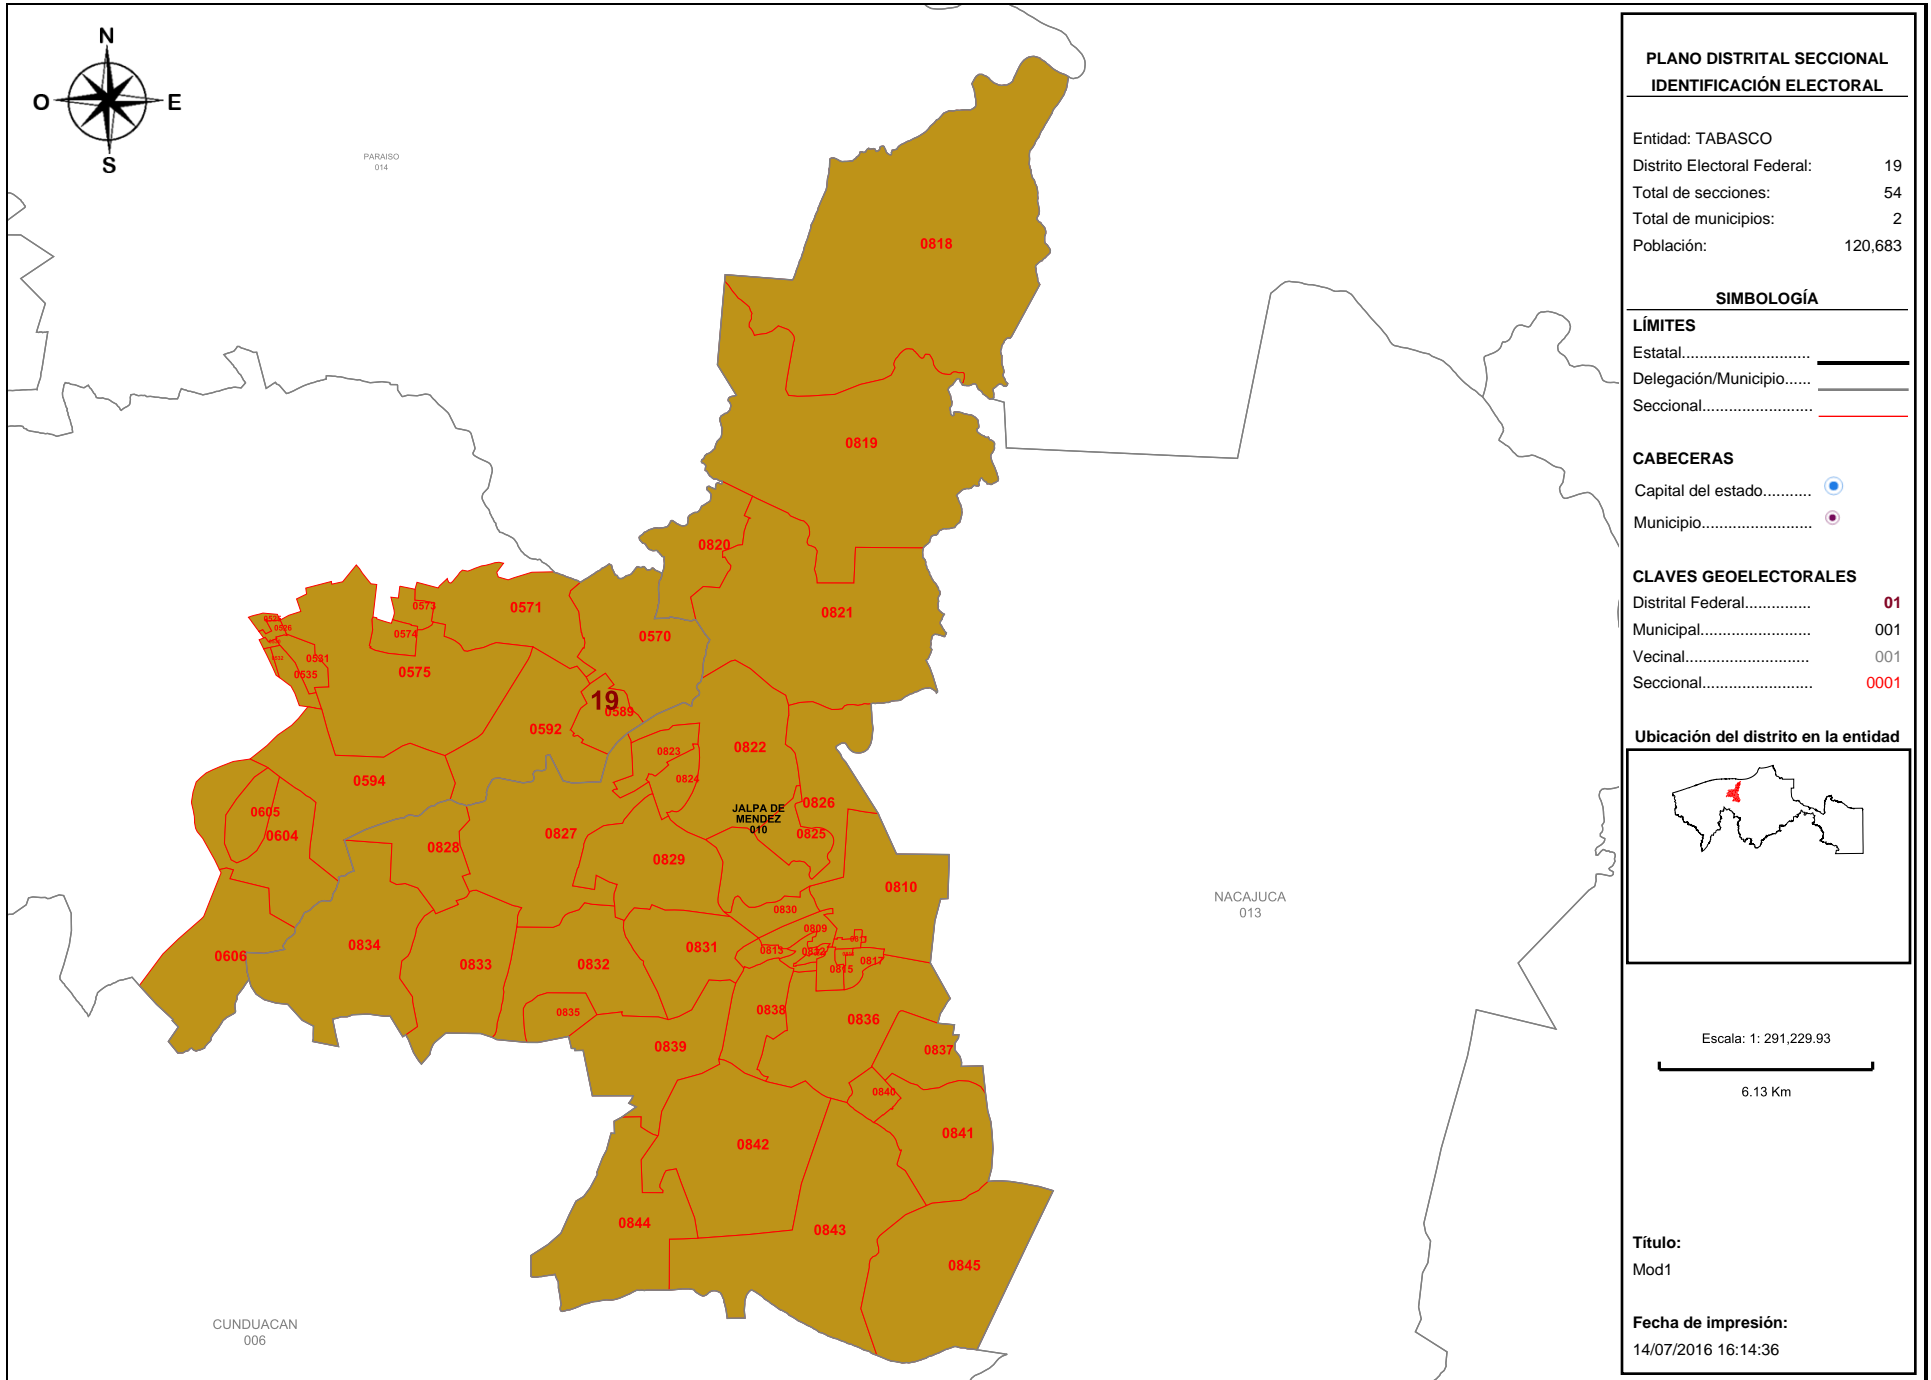 N
O
E
S
PARAISO
014
0818
0819
0820
0821
0573
0571
0574
0570
0526
0531
0535
0575
19
0589
0592
0823
0822
0824
0594
JALPA DE
MENDEZ
010
0826
0605
0604
0827
0825
0828
0829
0810
NACAJUCA
013
0830
0809
0834
0831
0813
0812
0606
0833
0832
0815
0817
0835
0838
0836
0839
0837
0840
0842
0841
0844
0843
0845
CUNDUACAN
006
PLANO DISTRITAL SECCIONAL
IDENTIFICACIÓN ELECTORAL
Entidad: TABASCO
Distrito Electoral Federal: 19
Total de secciones: 54
Total de municipios: 2
Población: 120,683
SIMBOLOGÍA
LÍMITES
Estatal............................
Delegación/Municipio......
Seccional.........................
CABECERAS
Capital del estado...........
Municipio.........................
CLAVES GEOELECTORALES
Distrital Federal............... 01
Municipal......................... 001
Vecinal............................ 001
Seccional......................... 0001
Ubicación del distrito en la entidad
Escala: 1: 291,229.93
6.13 Km
Título:
Mod1
Fecha de impresión:
14/07/2016 16:14:36